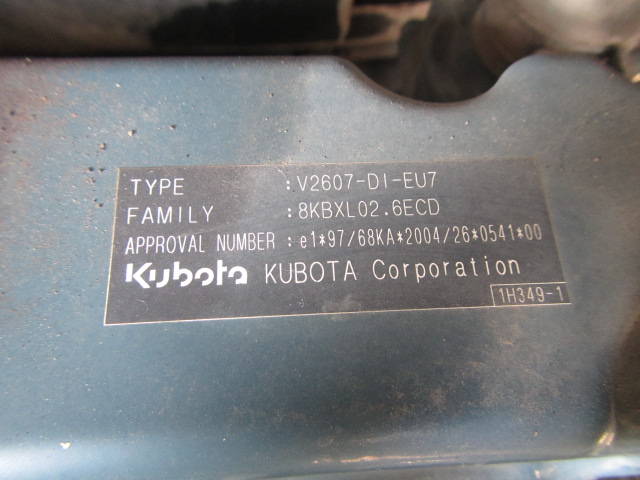 TYPE :V2607-DI-EU7
FAMILY :8KBXL02.6ECD
APPROVAL NUMBER :e1*97/68KA*2004/26*0541*00
Kubota KUBOTA Corporation
1H349-1